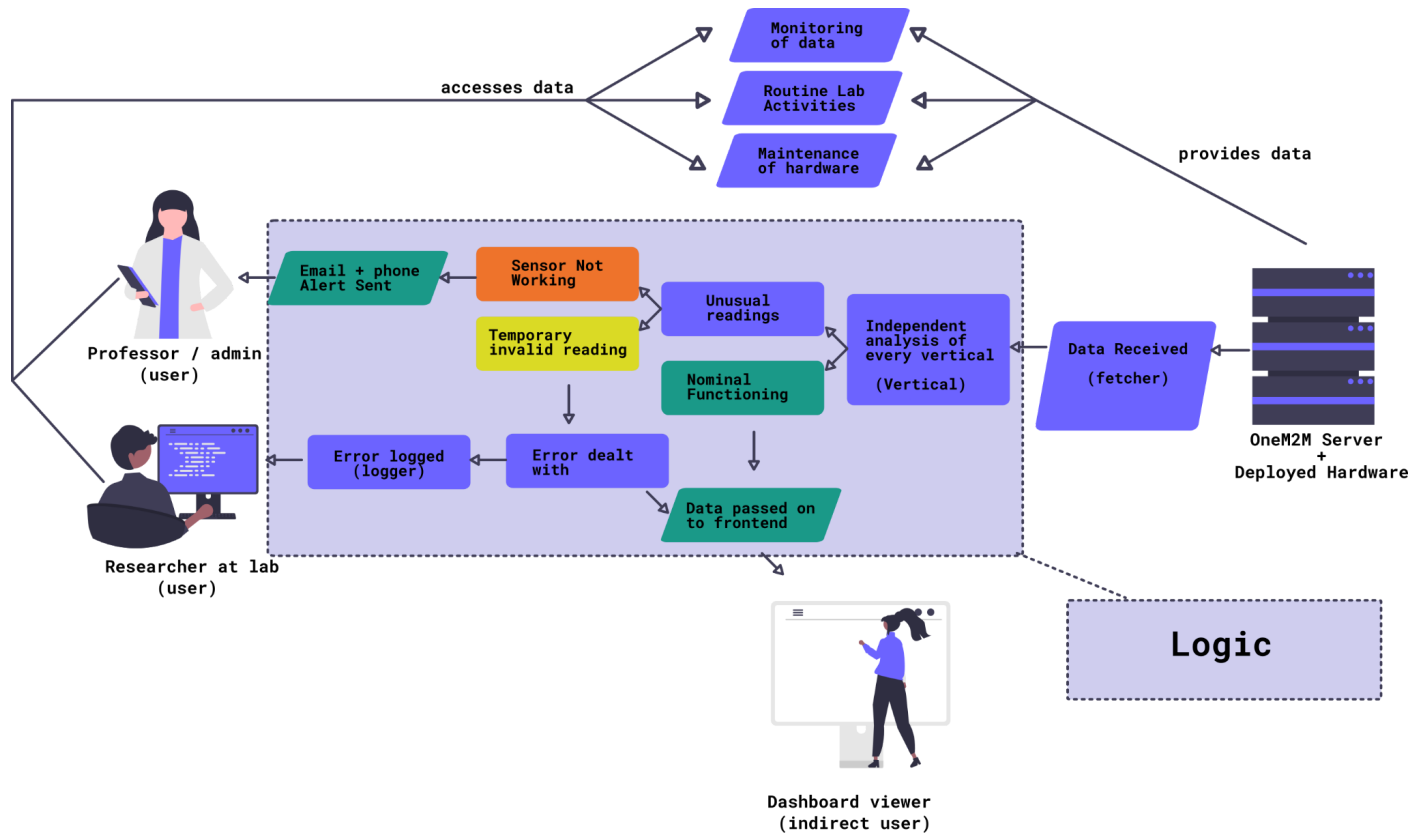 Monitoring
of data
accesses data
Routine Lab
Activities
Maintenance
of hardware
provides data
Email + phone
Alert Sent
Sensor Not
Working
Unusual
readings
Temporary
invalid reading
Independent
analysis of
every vertical
(Vertical)
Data Received
(fetcher)
Professor / admin
(user)
Nominal
Functioning
OneM2M Server
+
Deployed Hardware
Error logged
(logger)
Error dealt
with
Data passed on
to frontend
Researcher at lab
(user)
Logic
Dashboard viewer
(indirect user)